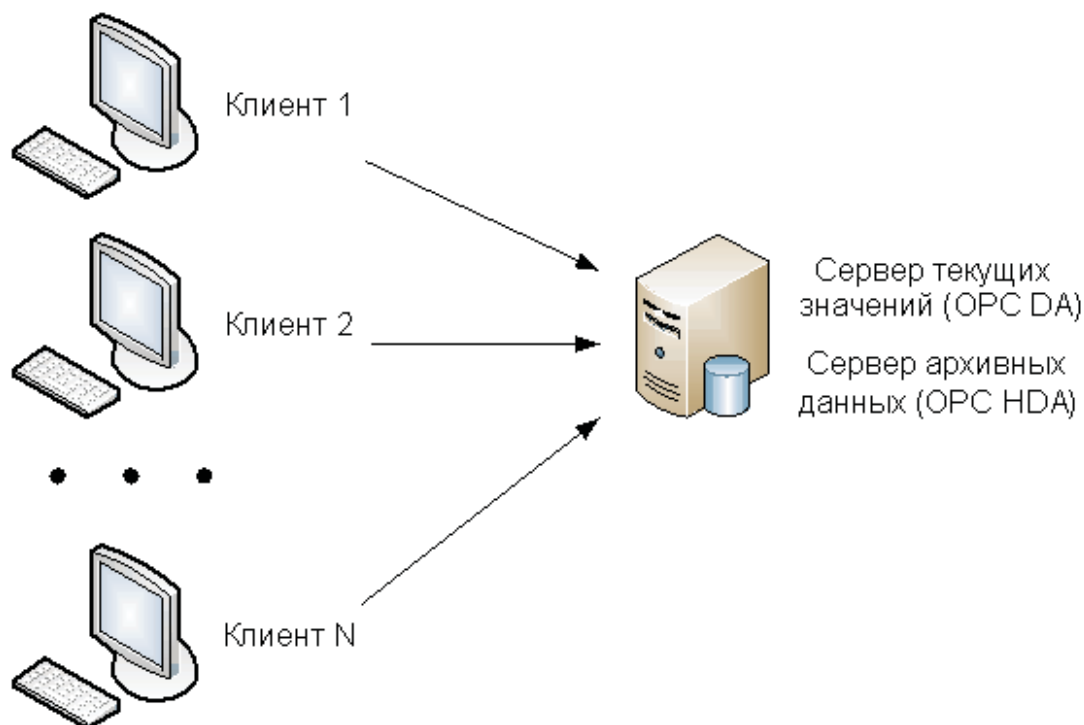 Клиент 1
Клиент 2
Клиент N
Сервер текущих
значений (OPC DA)
Сервер архивных
данных (OPC HDA)